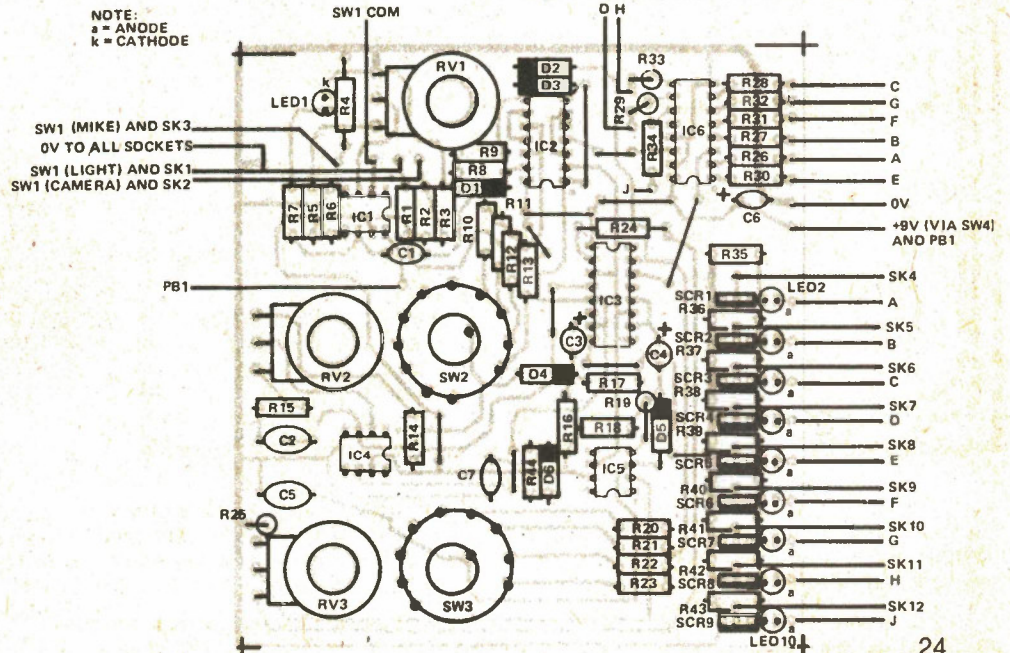 NOTE:
a = ANODE
k = CATHODE
SW1 COM
O H
RV1
D2
D3
R33
k
LED1
R4
R29
R28
C
R32
G
R31
F
SW1 (MIKE) AND SK3
IC2
R34
IC6
R27
B
0V TO ALL SOCKETS
R9
R26
A
SW1 (LIGHT) AND SK1
R8
R30
E
SW1 (CAMERA) AND SK2
D1
J
R7
R5
R6
IC1
R1
R2
R3
R11
R10
C6
0V
R12
R13
R24
+9V (VIA SW4)
AND PB1
C1
R35
SK4
PB1
IC3
SCR1
LED2
R36
a
A
SK5
RV2
SW2
C3
C4
SCR2
R37
a
B
SK6
D4
R17
SCR3
R38
a
C
R15
R19
SK7
R16
R18
D5
SCR4
R39
a
D
C2
IC4
R14
SK8
C7
R44
D6
IC5
SCR5
a
E
C5
R40
SK9
SCR6
a
F
R25
R20
R41
SK10
R21
SCR7
a
G
R22
R42
SK11
RV3
SW3
R23
SCR8
a
H
R43
SK12
SCR9
a
J
LED10
24